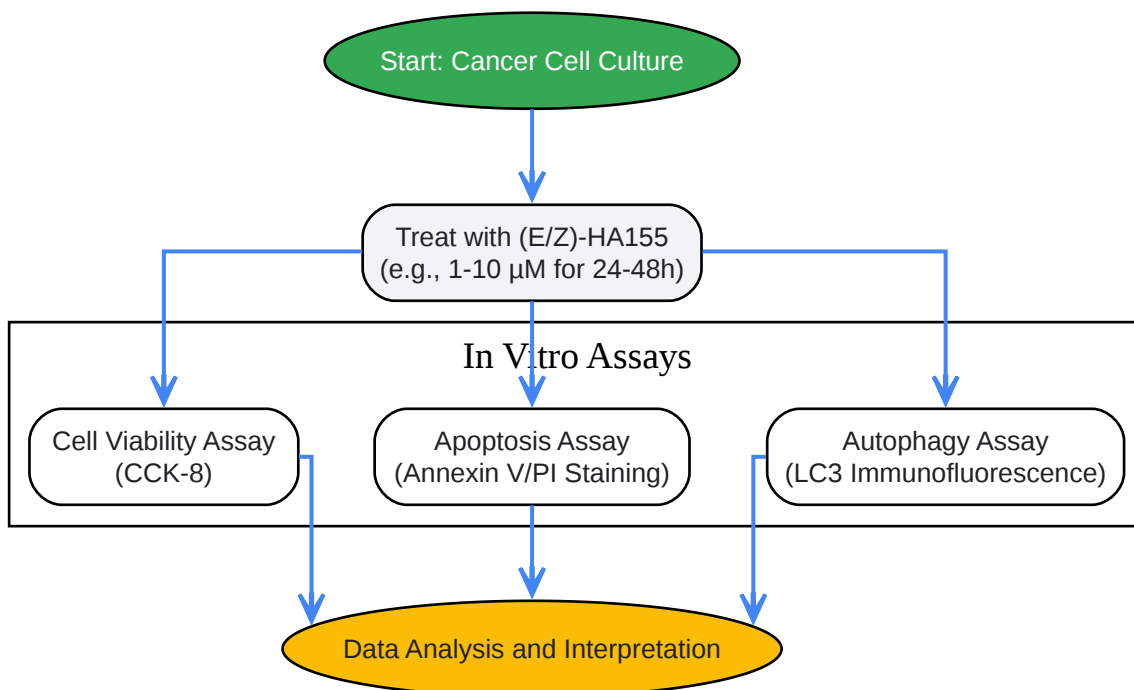 Start: Cancer Cell Culture
Treat with (E/Z)-HA155
(e.g., 1-10 µM for 24-48h)
In Vitro Assays
Cell Viability Assay
(CCK-8)
Apoptosis Assay
(Annexin V/PI Staining)
Autophagy Assay
(LC3 Immunofluorescence)
Data Analysis and Interpretation